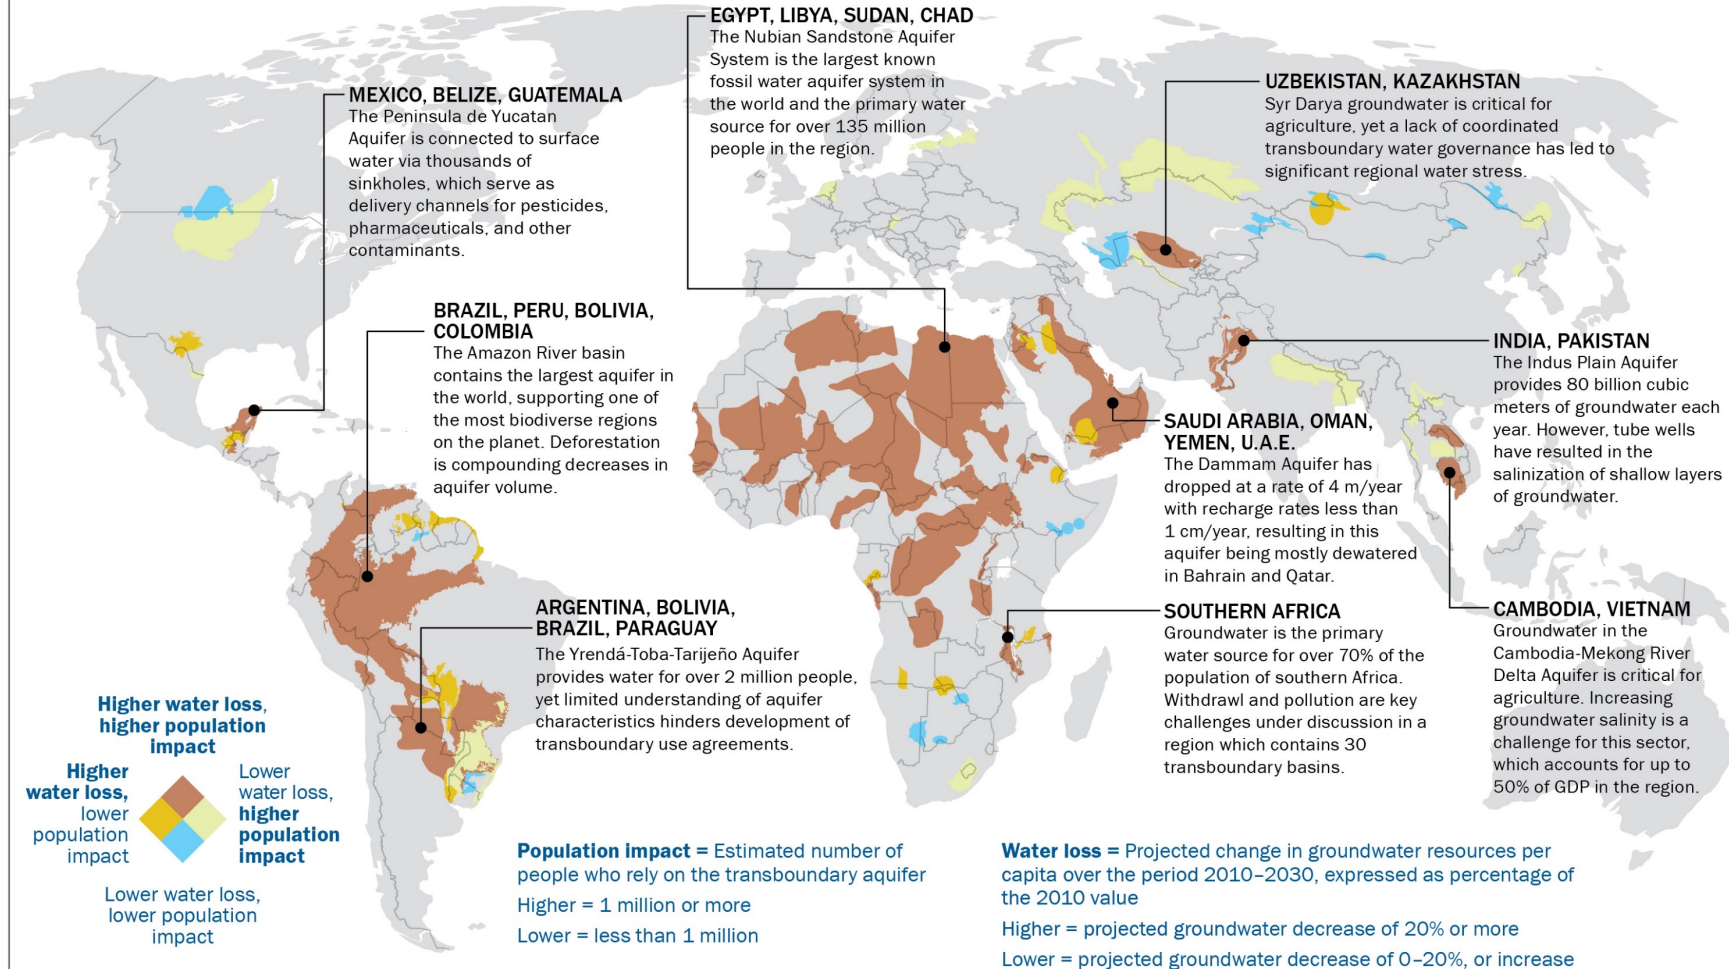 EGYPT, LIBYA, SUDAN, CHAD
The Nubian Sandstone Aquifer
System is the largest known
fossil water aquifer system in
the world and the primary water
source for over 135 million
people in the region.
MEXICO, BELIZE, GUATEMALA
The Peninsula de Yucatan
Aquifer is connected to surface
water via thousands of
sinkholes, which serve as
delivery channels for pesticides,
pharmaceuticals, and other
contaminants.
UZBEKISTAN, KAZAKHSTAN
Syr Darya groundwater is critical for
agriculture, yet a lack of coordinated
transboundary water governance has led to
significant regional water stress.
BRAZIL, PERU, BOLIVIA,
COLOMBIA
The Amazon River basin
contains the largest aquifer in
the world, supporting one of
the most biodiverse regions
on the planet. Deforestation
is compounding decreases in
aquifer volume.
INDIA, PAKISTAN
The Indus Plain Aquifer
provides 80 billion cubic
meters of groundwater each
year. However, tube wells
have resulted in the
salinization of shallow layers
of groundwater.
SAUDI ARABIA, OMAN,
YEMEN, U.A.E.
The Dammam Aquifer has
dropped at a rate of 4 m/year
with recharge rates less than
1 cm/year, resulting in this
aquifer being mostly dewatered
in Bahrain and Qatar.
ARGENTINA, BOLIVIA,
BRAZIL, PARAGUAY
The Yrendá-Toba-Tarijeño Aquifer
provides water for over 2 million people,
yet limited understanding of aquifer
characteristics hinders development of
transboundary use agreements.
SOUTHERN AFRICA
Groundwater is the primary
water source for over 70% of the
population of southern Africa.
Withdrawl and pollution are key
challenges under discussion in a
region which contains 30
transboundary basins.
CAMBODIA, VIETNAM
Groundwater in the
Cambodia-Mekong River
Delta Aquifer is critical for
agriculture. Increasing
groundwater salinity is a
challenge for this sector,
which accounts for up to
50% of GDP in the region.
Higher water loss,
higher population
impact
Higher
water loss,
lower
population
impact
Lower
water loss,
higher
population
impact
Lower water loss,
lower population
impact
Population impact = Estimated number of
people who rely on the transboundary aquifer
Higher = 1 million or more
Lower = less than 1 million
Water loss = Projected change in groundwater resources per
capita over the period 2010–2030, expressed as percentage of
the 2010 value
Higher = projected groundwater decrease of 20% or more
Lower = projected groundwater decrease of 0–20%, or increase